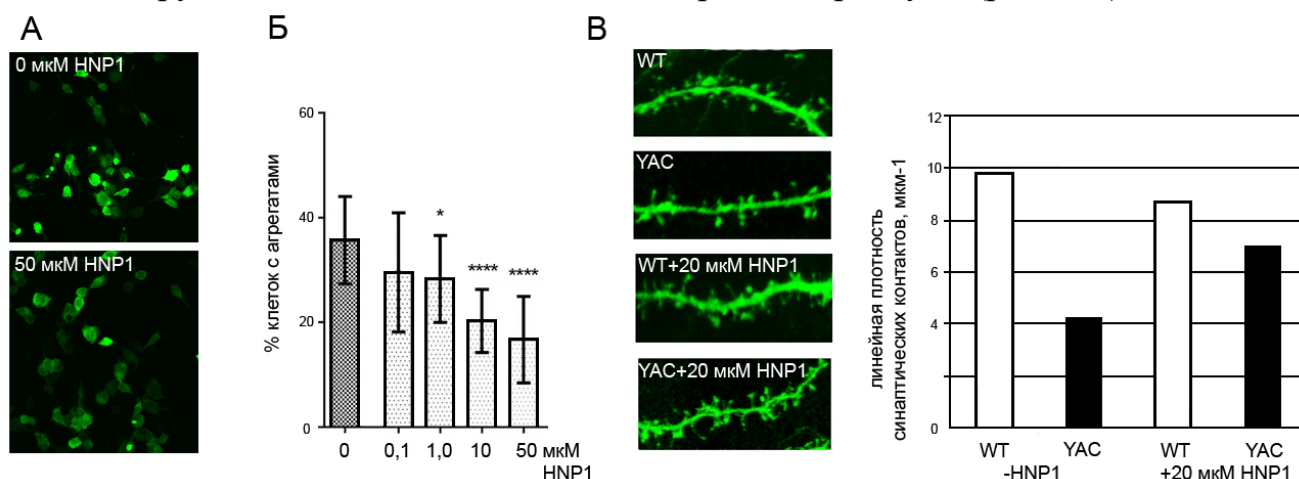 А
0 мкМ HNP1
50 мкМ HNP1
Б
% клеток с агрегатами
60
40
20
0
*
****
****
0 0,1 1,0 10 50 мкМ
HNP1
В
WT
YAC
WT+20 мкМ HNP1
YAC+20 мкМ HNP1
линейная плотность
синаптических контактов, мкм-1
12
10
8
6
4
2
0
WT YAC WT YAC
-HNP1 +20 мкМ HNP1